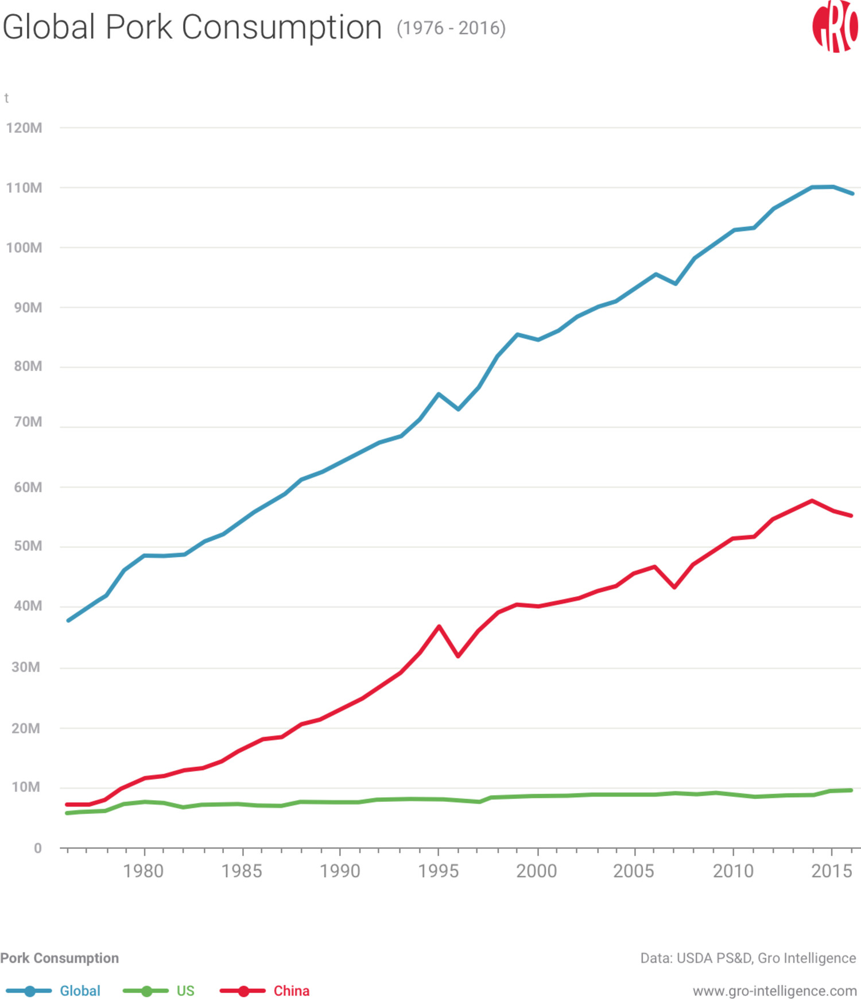 Global Pork Consumption (1976 - 2016)
GRO
t
120M
110M
100M
90M
80M
70M
60M
50M
40M
30M
20M
10M
0
1980 1985 1990 1995 2000 2005 2010 2015
Pork Consumption
Data: USDA PS&D, Gro Intelligence
Global US China
www.gro-intelligence.com